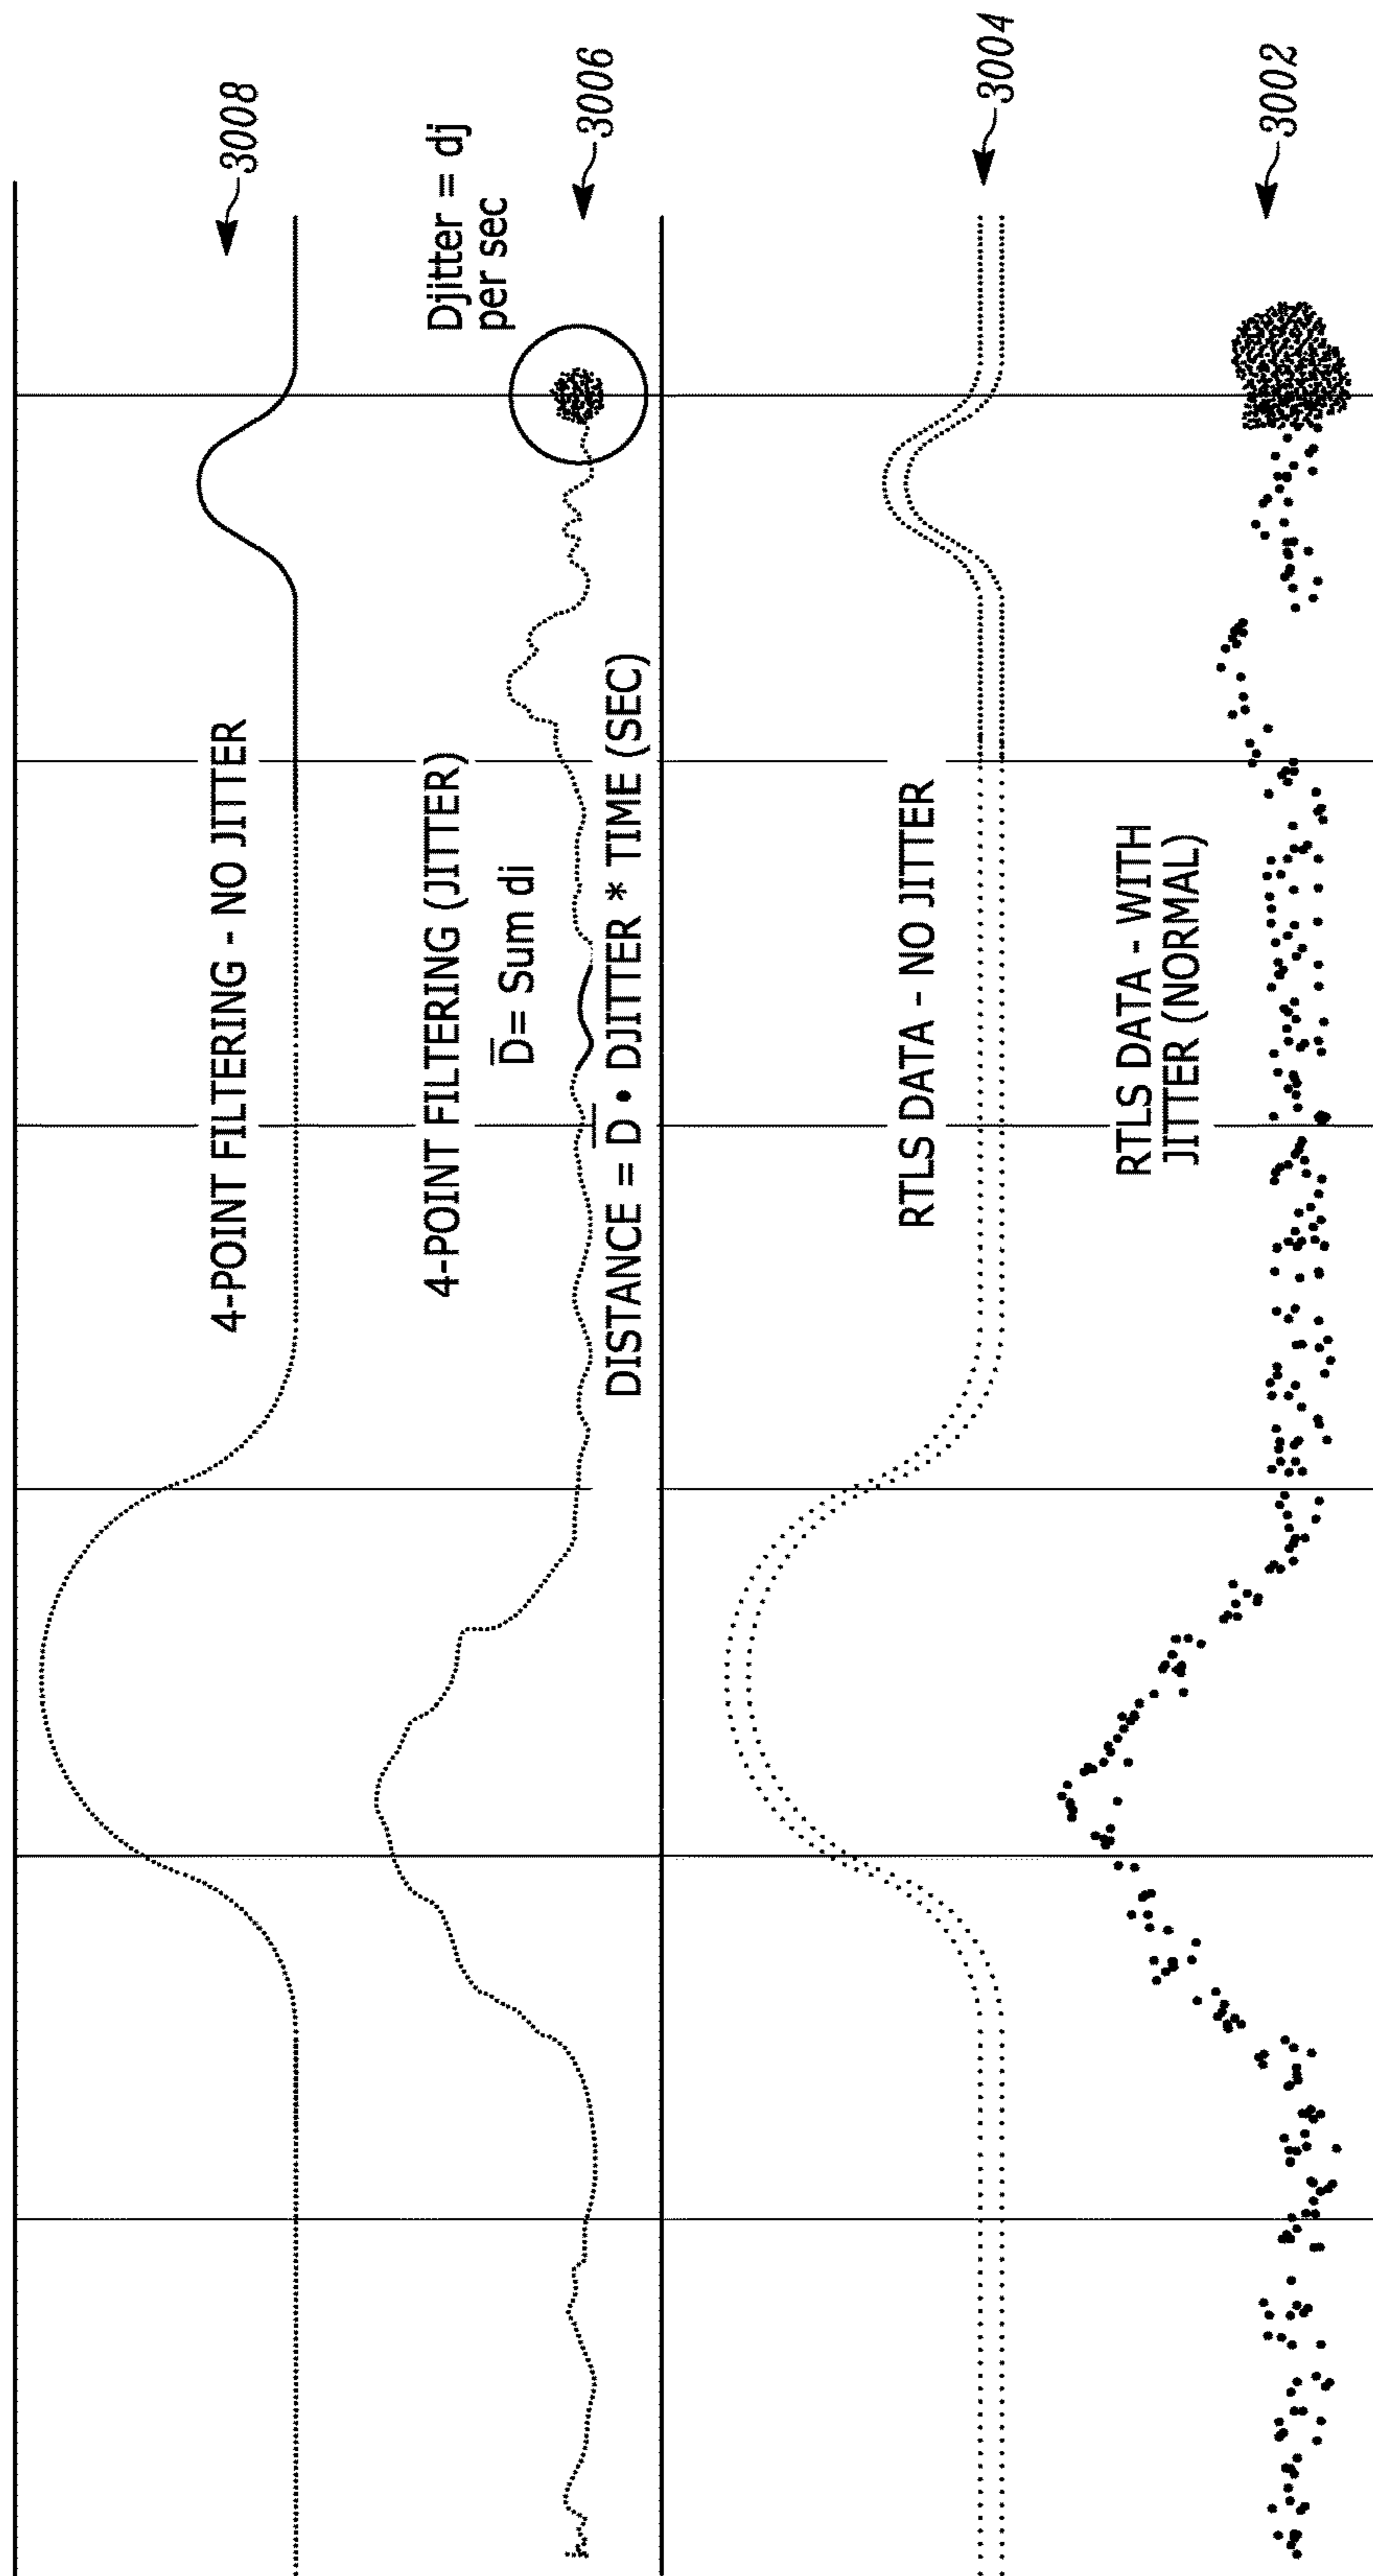 3008
4-POINT FILTERING - NO JITTER
Djitter = dj
per sec
3006
4-POINT FILTERING (JITTER)
D̅= Sum di
DISTANCE = D̅ • DJITTER * TIME (SEC)
3004
RTLS DATA - NO JITTER
3002
RTLS DATA - WITH
JITTER (NORMAL)